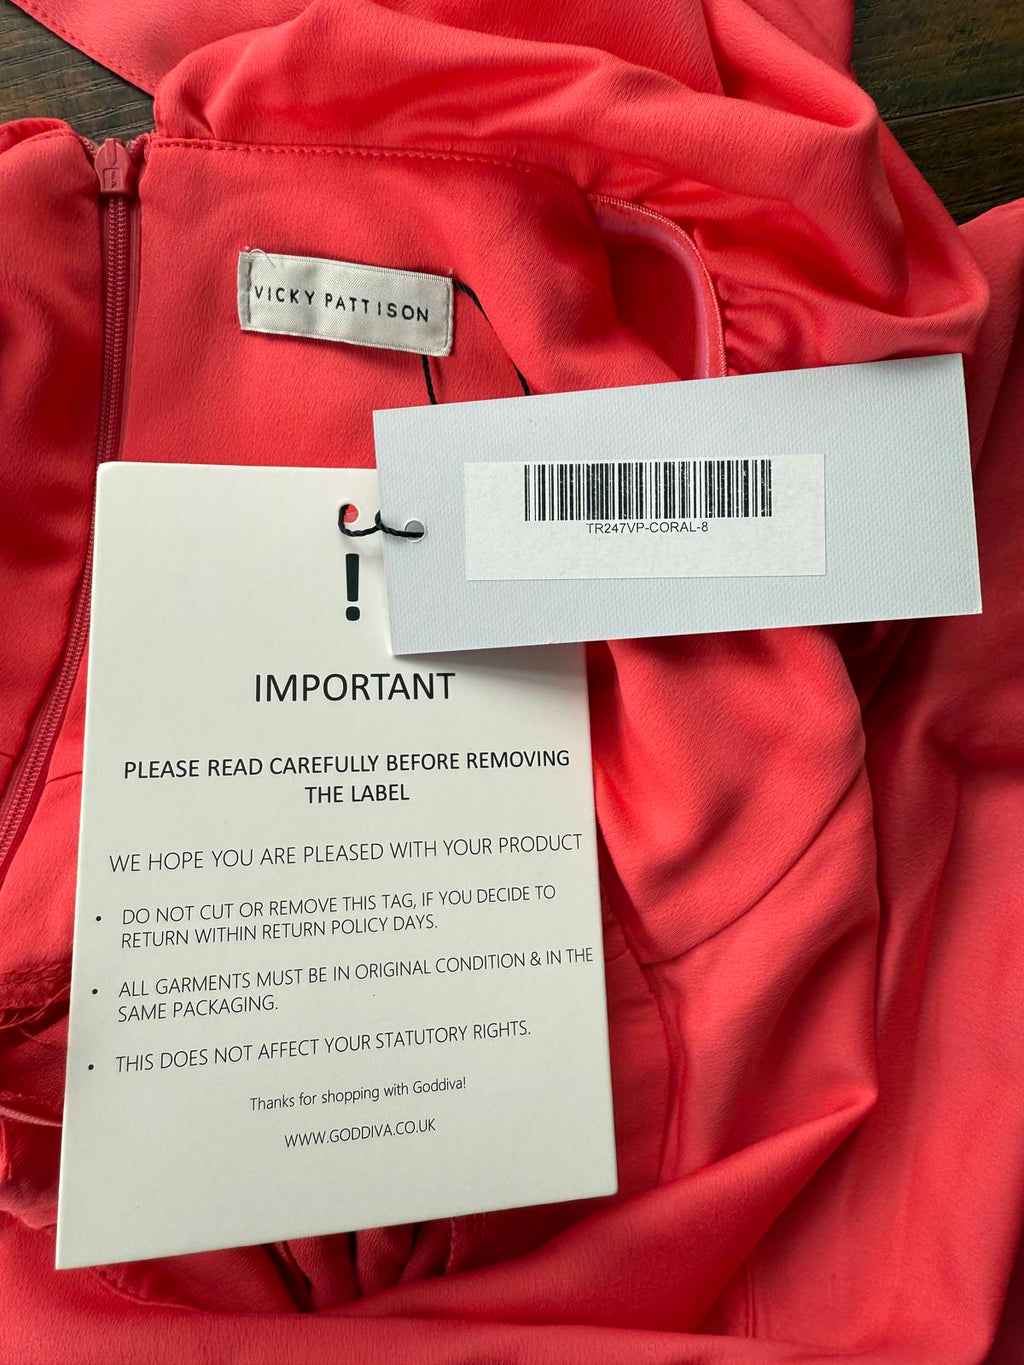 VICKY PATTISON
TR247VP-CORAL-8
!
IMPORTANT
PLEASE READ CAREFULLY BEFORE REMOVING
THE LABEL
WE HOPE YOU ARE PLEASED WITH YOUR PRODUCT
• DO NOT CUT OR REMOVE THIS TAG, IF YOU DECIDE TO
RETURN WITHIN RETURN POLICY DAYS.
• ALL GARMENTS MUST BE IN ORIGINAL CONDITION & IN THE
SAME PACKAGING.
• THIS DOES NOT AFFECT YOUR STATUTORY RIGHTS.
Thanks for shopping with Goddiva!
WWW.GODDIVA.CO.UK